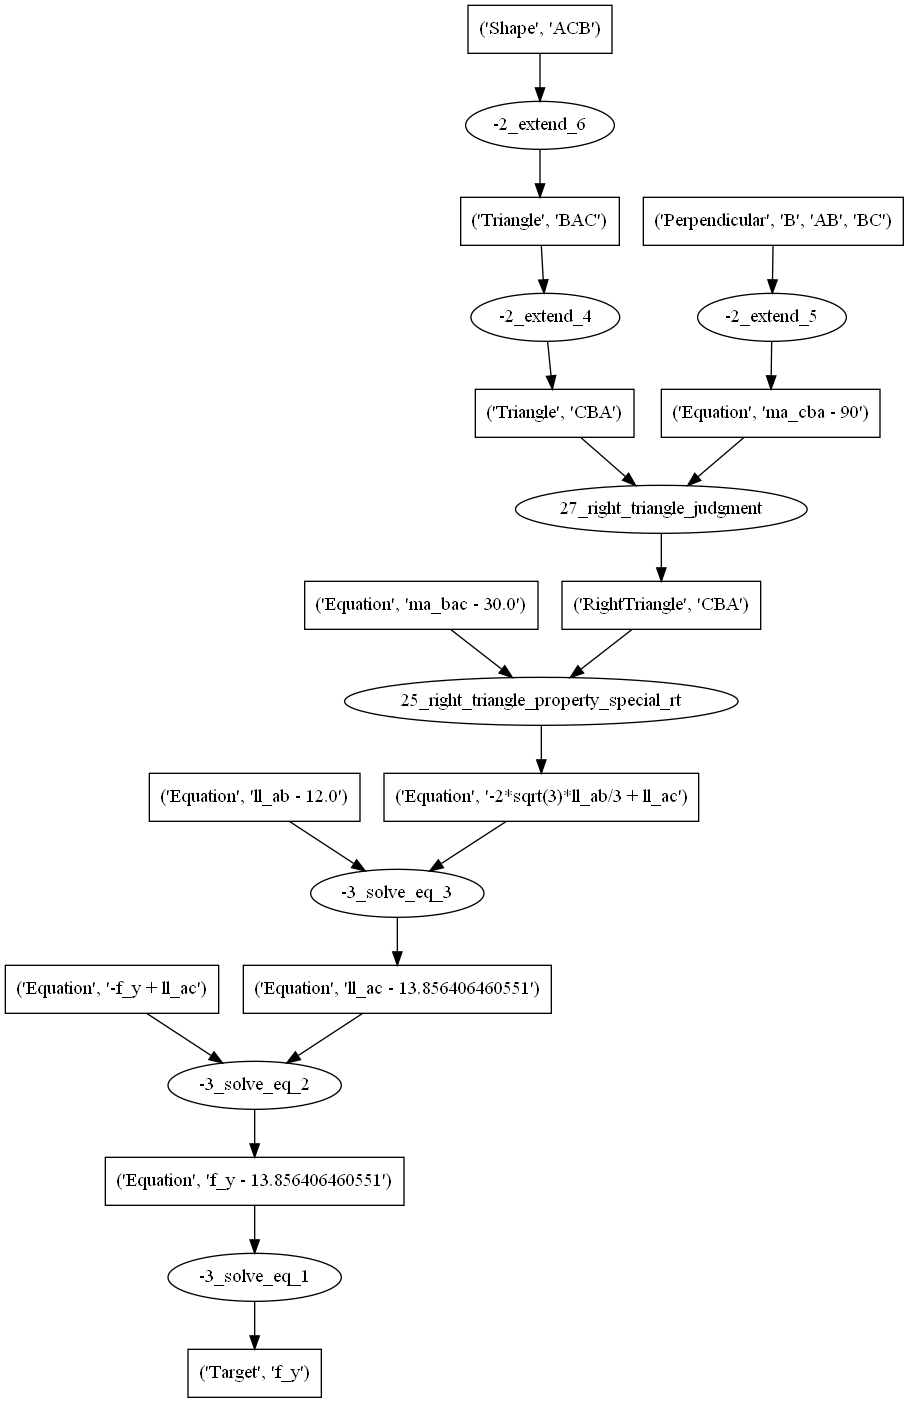 ('Shape', 'ACB')
-2_extend_6
('Triangle', 'BAC')
('Perpendicular', 'B', 'AB', 'BC')
-2_extend_4
-2_extend_5
('Triangle', 'CBA')
('Equation', 'ma_cba - 90')
27_right_triangle_judgment
('Equation', 'ma_bac - 30.0')
('RightTriangle', 'CBA')
25_right_triangle_property_special_rt
('Equation', 'll_ab - 12.0')
('Equation', '-2*sqrt(3)*ll_ab/3 + ll_ac')
-3_solve_eq_3
('Equation', '-f_y + ll_ac')
('Equation', 'll_ac - 13.856406460551')
-3_solve_eq_2
('Equation', 'f_y - 13.856406460551')
-3_solve_eq_1
('Target', 'f_y')